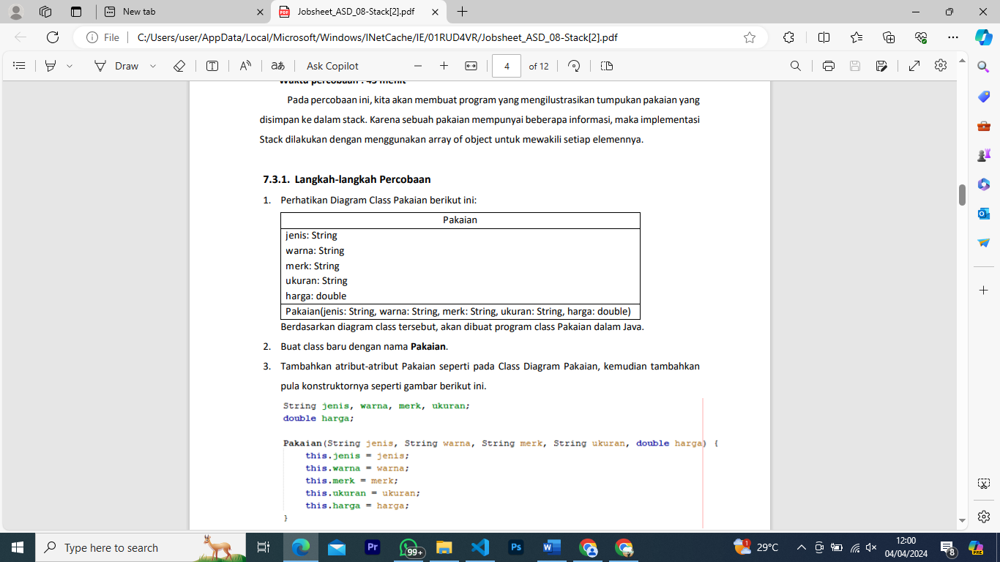 New tab
Jobsheet_ASD_08-Stack[2].pdf
File
C:/Users/user/AppData/Local/Microsoft/Windows/INetCache/IE/01RUD4VR/Jobsheet_ASD_08-Stack[2].pdf
Draw
Ask Copilot
4 of 12
Waktu percobaan : 45 menit
Pada percobaan ini, kita akan membuat program yang mengilustrasikan tumpukan pakaian yang
disimpan ke dalam stack. Karena sebuah pakaian mempunyai beberapa informasi, maka implementasi
Stack dilakukan dengan menggunakan array of object untuk mewakili setiap elemennya.
7.3.1. Langkah-langkah Percobaan
1. Perhatikan Diagram Class Pakaian berikut ini:
Pakaian
jenis: String
warna: String
merk: String
ukuran: String
harga: double
Pakaian(jenis: String, warna: String, merk: String, ukuran: String, harga: double)
Berdasarkan diagram class tersebut, akan dibuat program class Pakaian dalam Java.
2. Buat class baru dengan nama Pakaian.
3. Tambahkan atribut-atribut Pakaian seperti pada Class Diagram Pakaian, kemudian tambahkan
pula konstruktornya seperti gambar berikut ini.
String jenis, warna, merk, ukuran;
double harga;
Pakaian(String jenis, String warna, String merk, String ukuran, double harga) {
this.jenis = jenis;
this.warna = warna;
this.merk = merk;
this.ukuran = ukuran;
this.harga = harga;
}
Type here to search
Pr
99+
Ps
W
29°C
12:00
04/04/2024
8
PRE